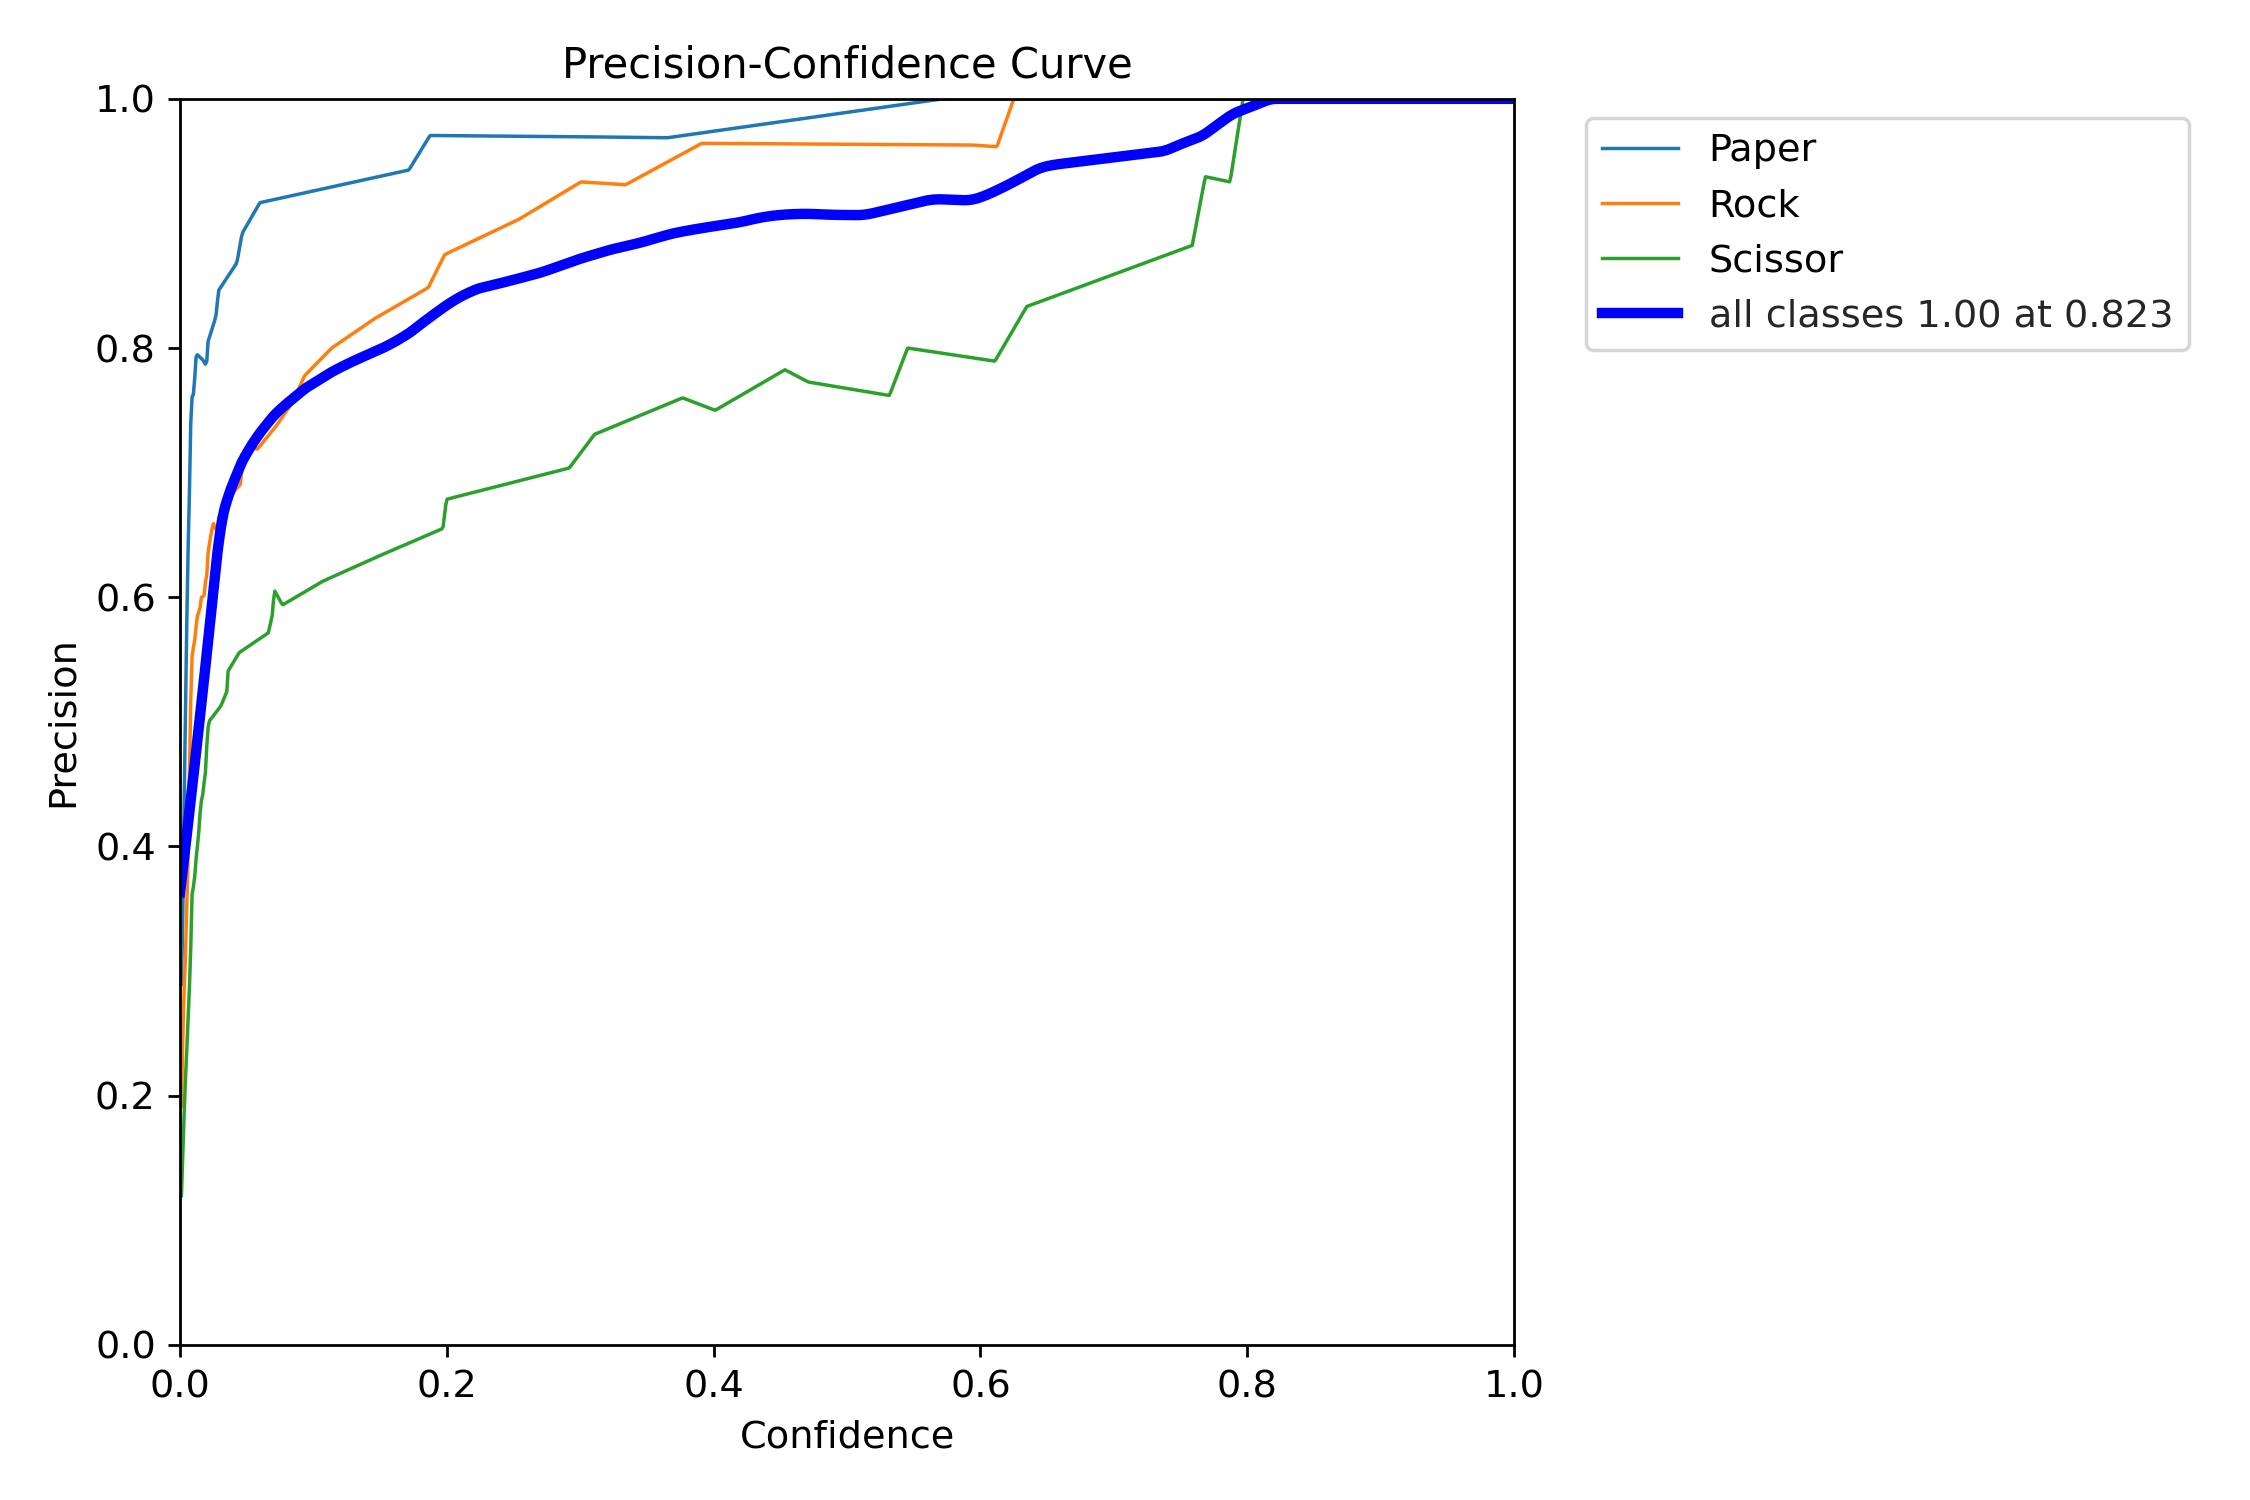 Precision-Confidence Curve
1.0
0.8
0.6
0.4
0.2
0.0
Precision
0.0 0.2 0.4 0.6 0.8 1.0
Confidence
Paper
Rock
Scissor
all classes 1.00 at 0.823